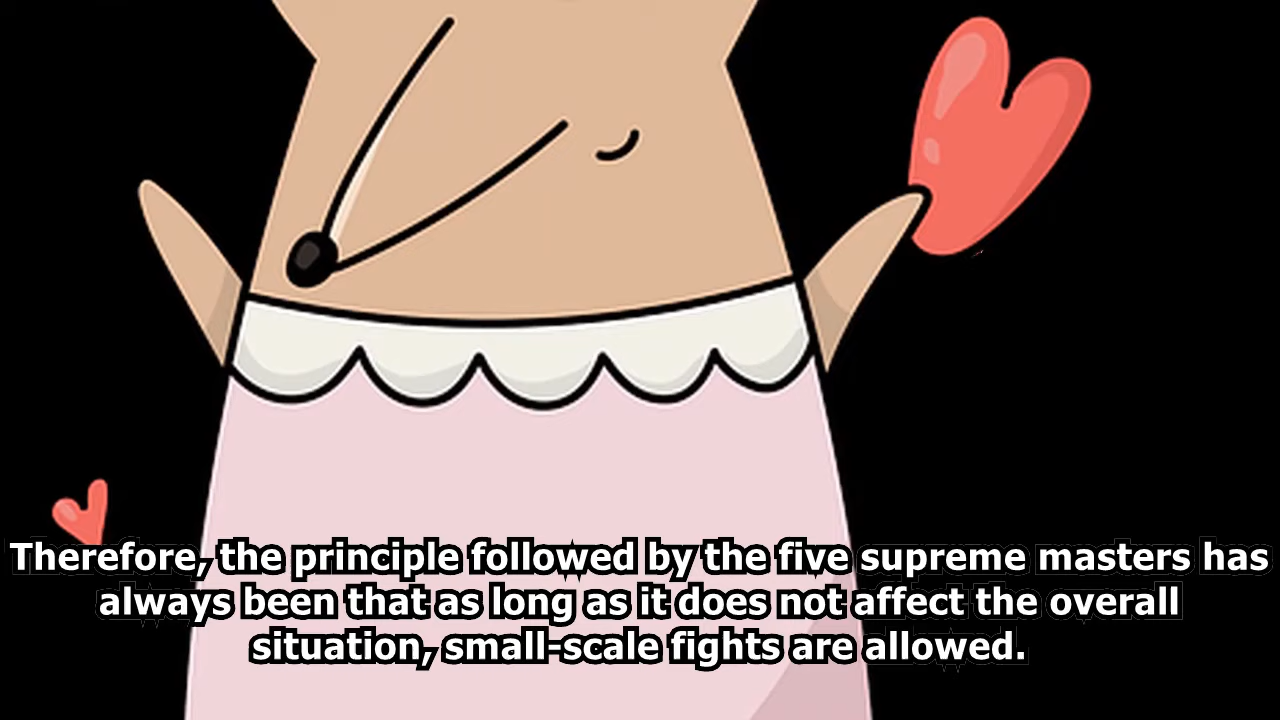 Therefore, the principle followed by the five supreme masters has
always been that as long as it does not affect the overall
situation, small-scale fights are allowed.